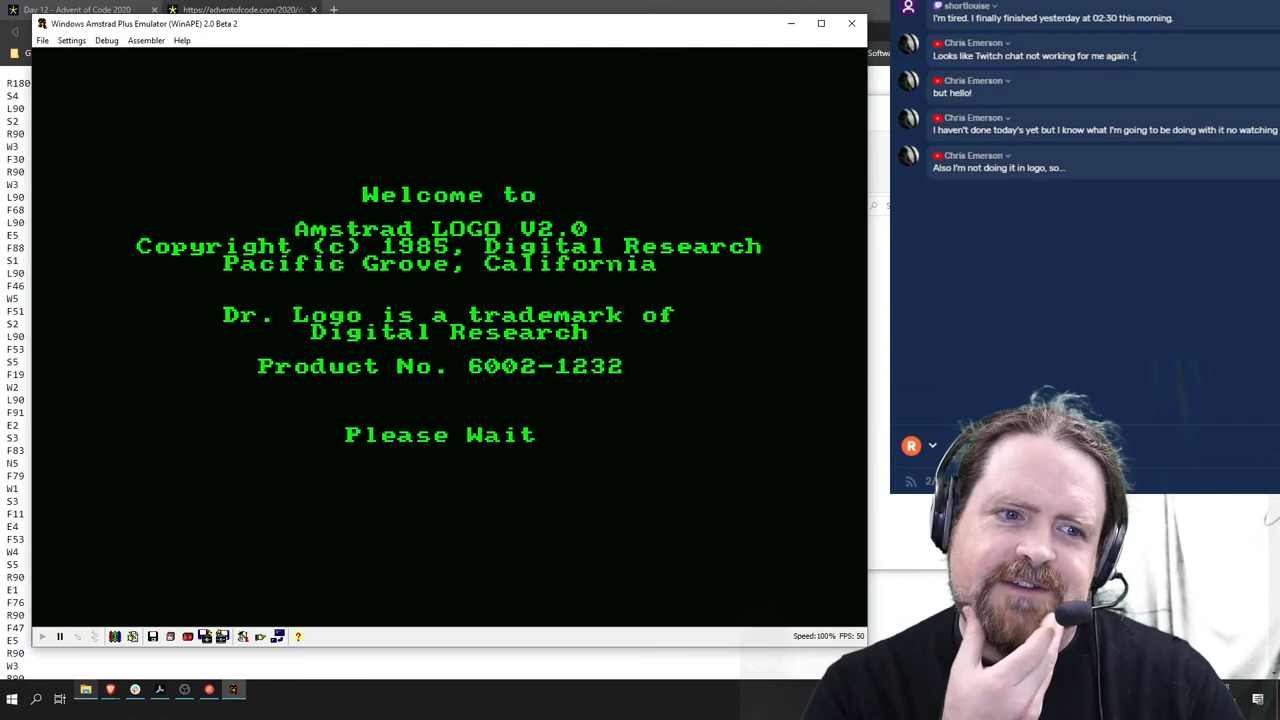 Day 12 - Advent of Code 2020
https://adventofcode.com/2020/d
Windows Amstrad Plus Emulator (WinAPE) 2.0 Beta 2
File Settings Debug Assembler Help
Welcome to
Amstrad LOGO V2.0
Copyright (c) 1985, Digital Research
Pacific Grove, California
Dr. Logo is a trademark of
Digital Research
Product No. 6002-1232
Please Wait
Speed:100% FPS: 50
R180
S4
L90
S2
R90
W3
F30
R90
W3
L90
F68
L90
F88
S1
L90
F46
W5
F51
S2
L90
F53
S5
F19
W2
L90
F91
E2
F83
N5
F79
W1
S3
F11
E4
F53
W4
S5
R90
E1
F76
R90
F47
E5
R90
W3
R90
Softwa
shortlouise
I'm tired. I finally finished yesterday at 02:30 this morning.
Chris Emerson
Looks like Twitch chat not working for me again :{
Chris Emerson
but hello!
Chris Emerson
I haven't done today's yet but I know what I'm going to be doing with it no watching
Chris Emerson
Also I'm not doing it in logo, so...
R